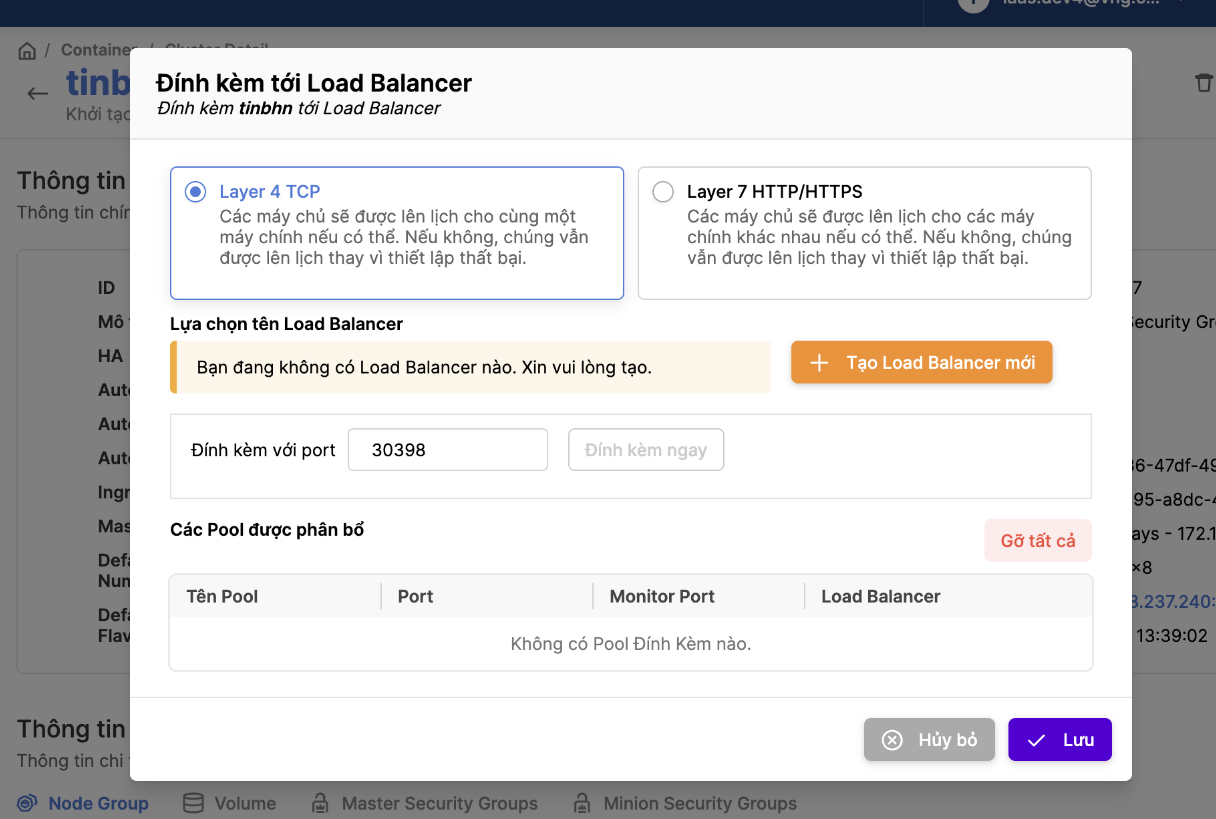 / Container / Cluster Detail
tinb
Khởi tạo
Đính kèm tới Load Balancer
Đính kèm tinbhn tới Load Balancer
Thông tin
Thông tin chín
Layer 4 TCP
Các máy chủ sẽ được lên lịch cho cùng một
máy chính nếu có thể. Nếu không, chúng vẫn
được lên lịch thay vì thiết lập thất bại.
Layer 7 HTTP/HTTPS
Các máy chủ sẽ được lên lịch cho các máy
chính khác nhau nếu có thể. Nếu không, chúng
vẫn được lên lịch thay vì thiết lập thất bại.
ID
Mô
HA
Auto
Auto
Auto
Ingr
Mas
Defa
Num
Defa
Flav
7
Security Gro
36-47df-49
95-a8dc-4
ays - 172.1
x8
8.237.240:
13:39:02
Lựa chọn tên Load Balancer
Bạn đang không có Load Balancer nào. Xin vui lòng tạo.
Tạo Load Balancer mới
Đính kèm với port 30398 Đính kèm ngay
Các Pool được phân bổ
Gỡ tất cả
Tên Pool Port Monitor Port Load Balancer
Không có Pool Đính Kèm nào.
Hủy bỏ Lưu
Thông tin
Thông tin chi
Node Group Volume Master Security Groups Minion Security Groups